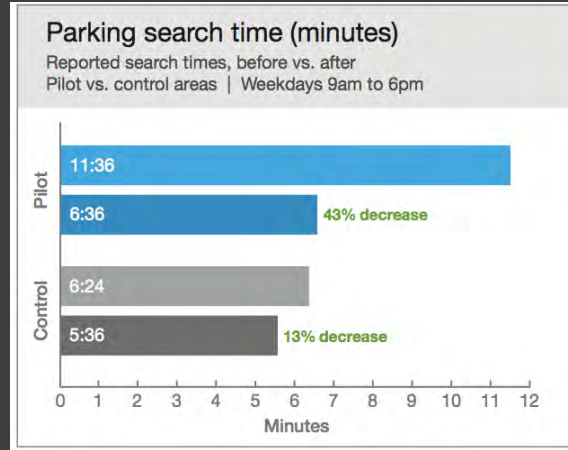 Parking search time (minutes)
Reported search times, before vs. after
Pilot vs. control areas | Weekdays 9am to 6pm
Pilot
11:36
6:36
43% decrease
Control
6:24
5:36
13% decrease
0 1 2 3 4 5 6 7 8 9 10 11 12
Minutes